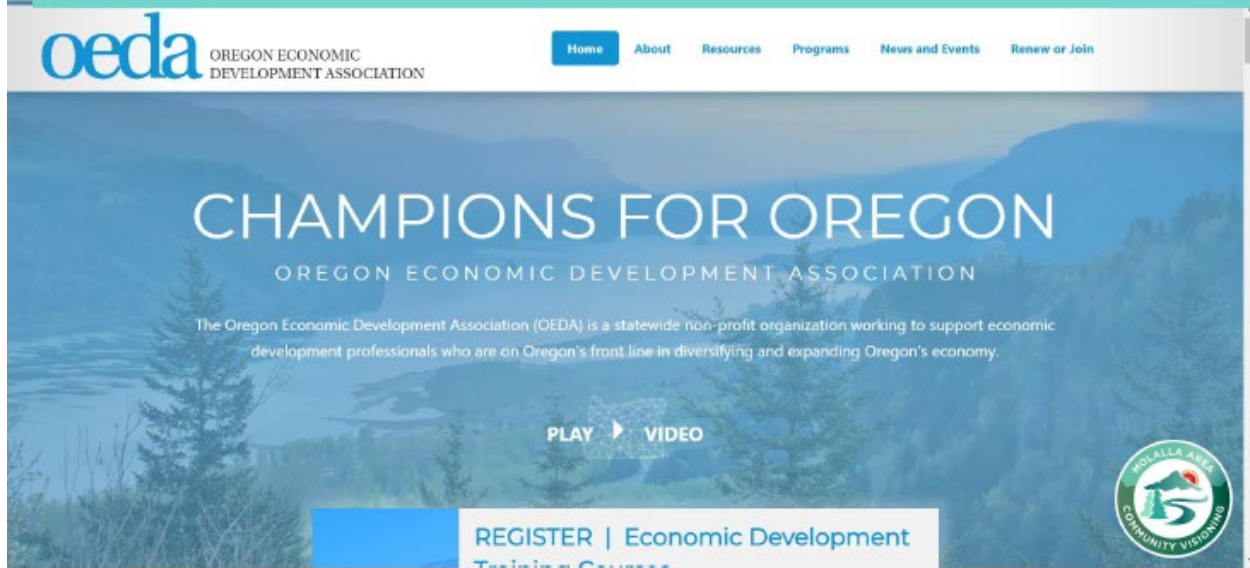 oeda
OREGON ECONOMIC
DEVELOPMENT ASSOCIATION
Home About Resources Programs News and Events Renew or Join
CHAMPIONS FOR OREGON
OREGON ECONOMIC DEVELOPMENT ASSOCIATION
The Oregon Economic Development Association (OEDA) is a statewide non-profit organization working to support economic
development professionals who are on Oregon's front line in diversifying and expanding Oregon's economy.
PLAY VIDEO
MOLALLA AREA
COMMUNITY VISIONING
REGISTER | Economic Development
Training Courses